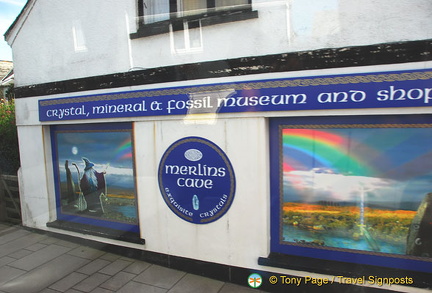 Crystal, mineral & fossil museum and shop
merlins
cave
exquisite crystals
© Tony Page: Travel Signposts